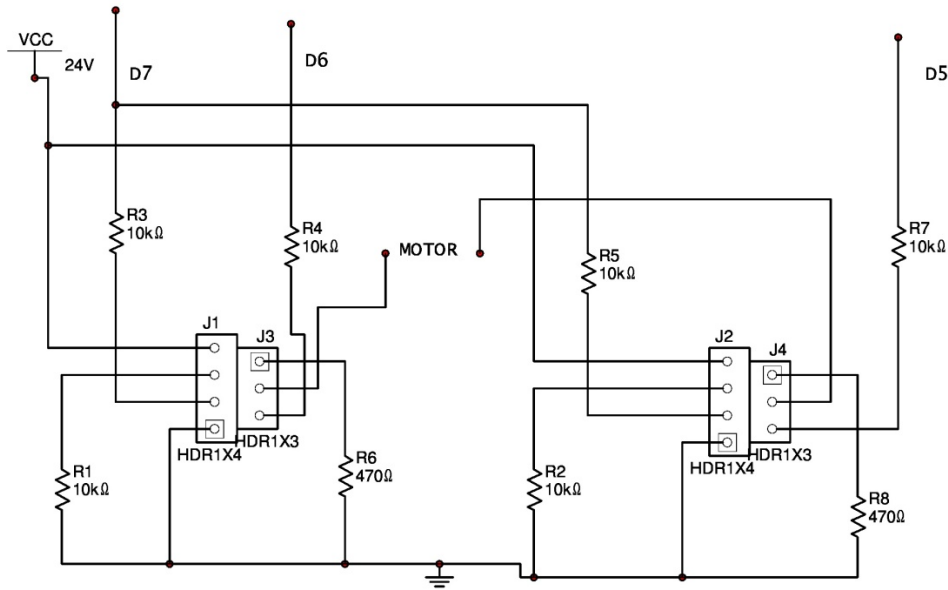 VCC
24V
D7
D6
D5
R3
10kΩ
R4
10kΩ
MOTOR
R5
10kΩ
R7
10kΩ
J1
J3
J2
J4
HDR1X4
HDR1X3
HDR1X4
HDR1X3
R1
10kΩ
R6
470Ω
R2
10kΩ
R8
470Ω